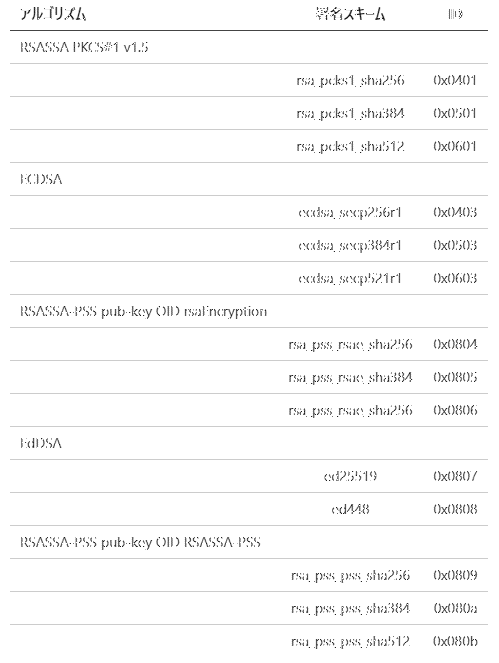 アルゴリズム 署名スキーム ID
RSASSA PKCS#1 v1.5
rsa_pcks1_sha256 0x0401
rsa_pcks1_sha384 0x0501
rsa_pcks1_sha512 0x0601
ECDSA
ecdsa_secp256r1 0x0403
ecdsa_secp384r1 0x0503
ecdsa_secp521r1 0x0603
RSASSA-PSS pub-key OID rsaEncryption
rsa_pss_rsae_sha256 0x0804
rsa_pss_rsae_sha384 0x0805
rsa_pss_rsae_sha256 0x0806
EdDSA
ed25519 0x0807
ed448 0x0808
RSASSA-PSS pub-key OID RSASSA-PSS
rsa_pss_pss_sha256 0x0809
rsa_pss_pss_sha384 0x080a
rsa_pss_pss_sha512 0x080b